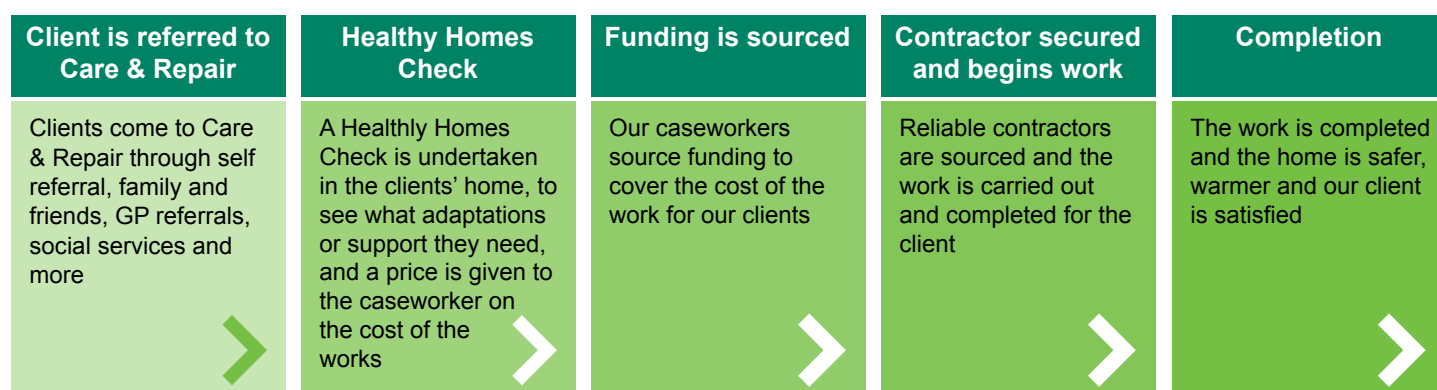 Client is referred to
Care & Repair
Clients come to Care
& Repair through self
referral, family and
friends, GP referrals,
social services and
more
Healthy Homes
Check
A Healthly Homes
Check is undertaken
in the clients’ home, to
see what adaptations
or support they need,
and a price is given to
the caseworker on
the cost of the
works
Funding is sourced
Our caseworkers
source funding to
cover the cost of the
work for our clients
Contractor secured
and begins work
Reliable contractors
are sourced and the
work is carried out
and completed for the
client
Completion
The work is completed
and the home is safer,
warmer and our client
is satisfied